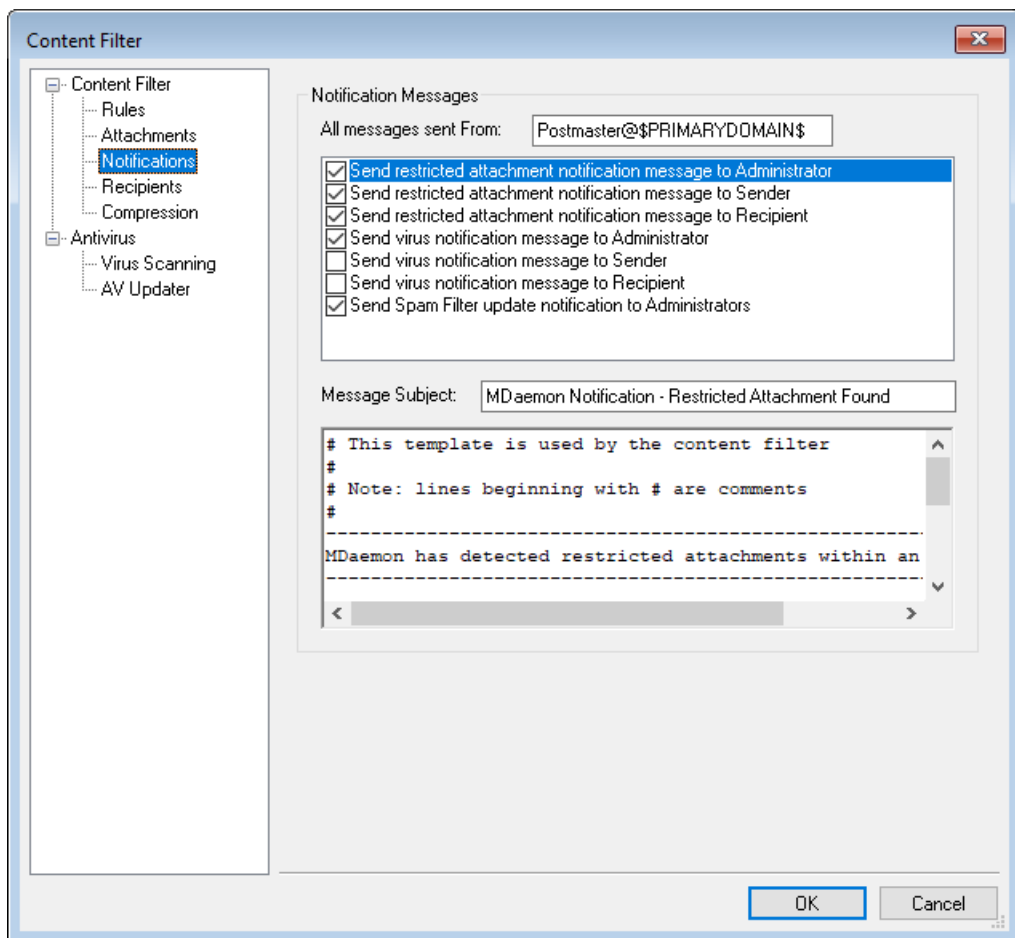 Content Filter
Content Filter
Rules
Attachments
Notifications
Recipients
Compression
Antivirus
Virus Scanning
AV Updater
Notification Messages
All messages sent From: Postmaster@$PRIMARYDOMAIN$
Send restricted attachment notification message to Administrator
Send restricted attachment notification message to Sender
Send restricted attachment notification message to Recipient
Send virus notification message to Administrator
Send virus notification message to Sender
Send virus notification message to Recipient
Send Spam Filter update notification to Administrators
Message Subject: MDaemon Notification - Restricted Attachment Found
# This template is used by the content filter
#
# Note: lines beginning with # are comments
#
------------------------------------------------------
MDaemon has detected restricted attachments within an
------------------------------------------------------
OK Cancel